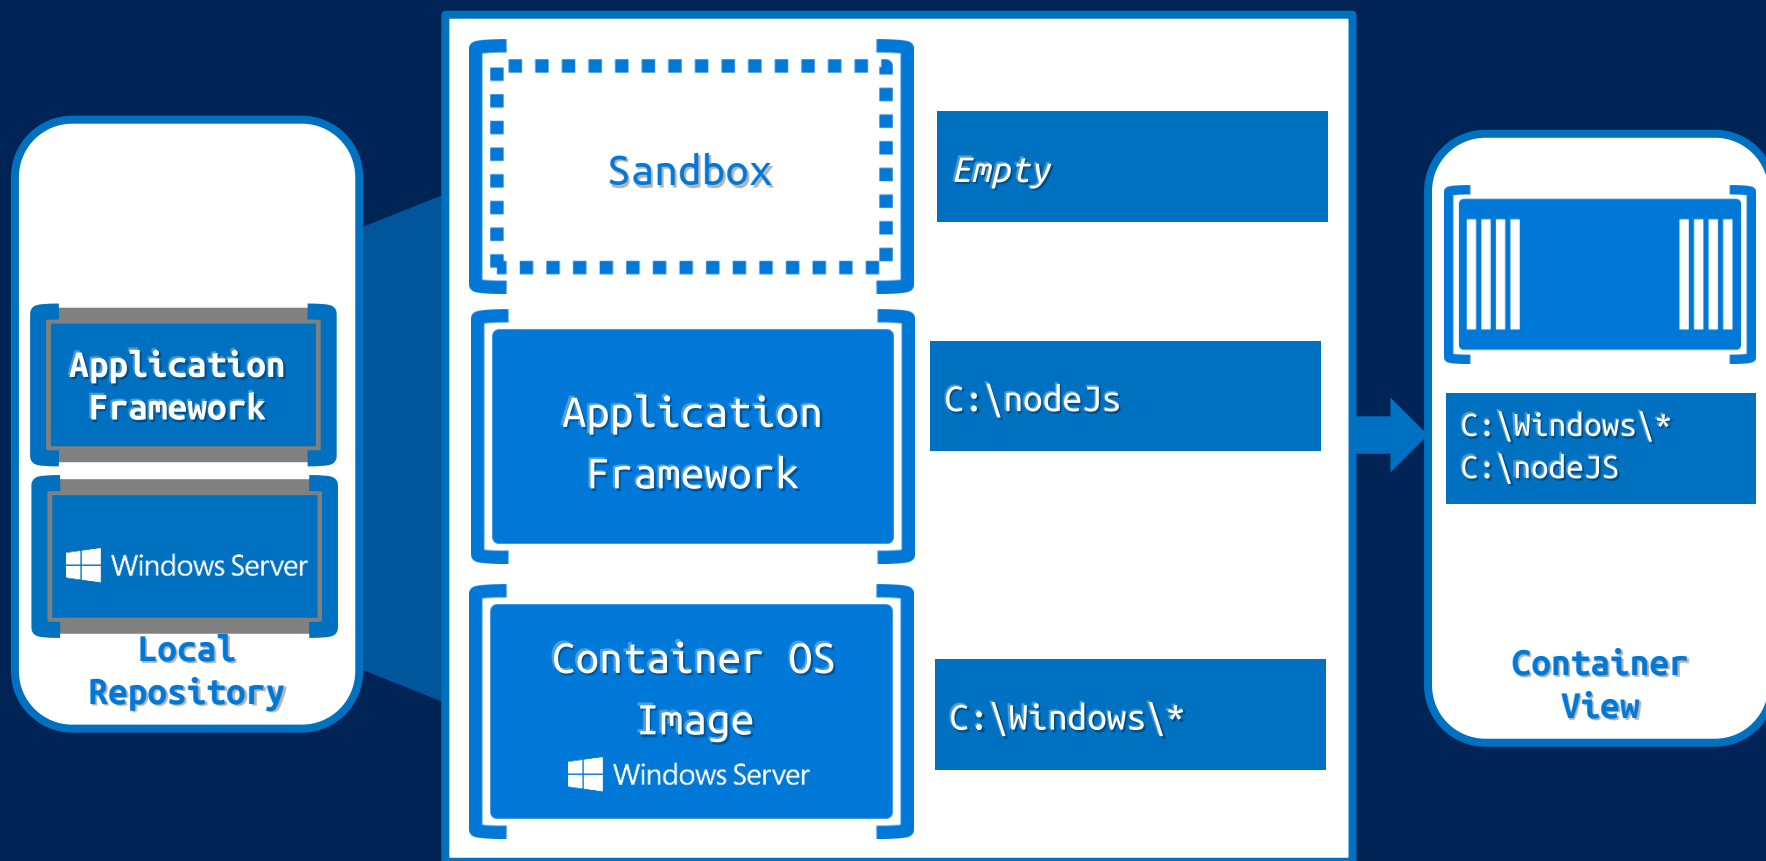 Application
Framework
Windows Server
Local
Repository
Sandbox
Empty
Application
Framework
C:\nodeJs
Container OS
Image
Windows Server
C:\Windows\*
C:\Windows\*
C:\nodeJS
Container
View